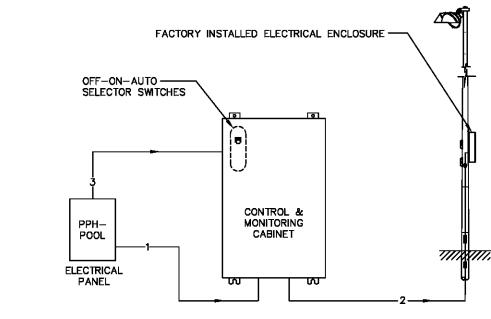 FACTORY INSTALLED ELECTRICAL ENCLOSURE
OFF-ON-AUTO
SELECTOR SWITCHES
3
PPH-
POOL
CONTROL &
MONITORING
CABINET
1
ELECTRICAL
PANEL
2